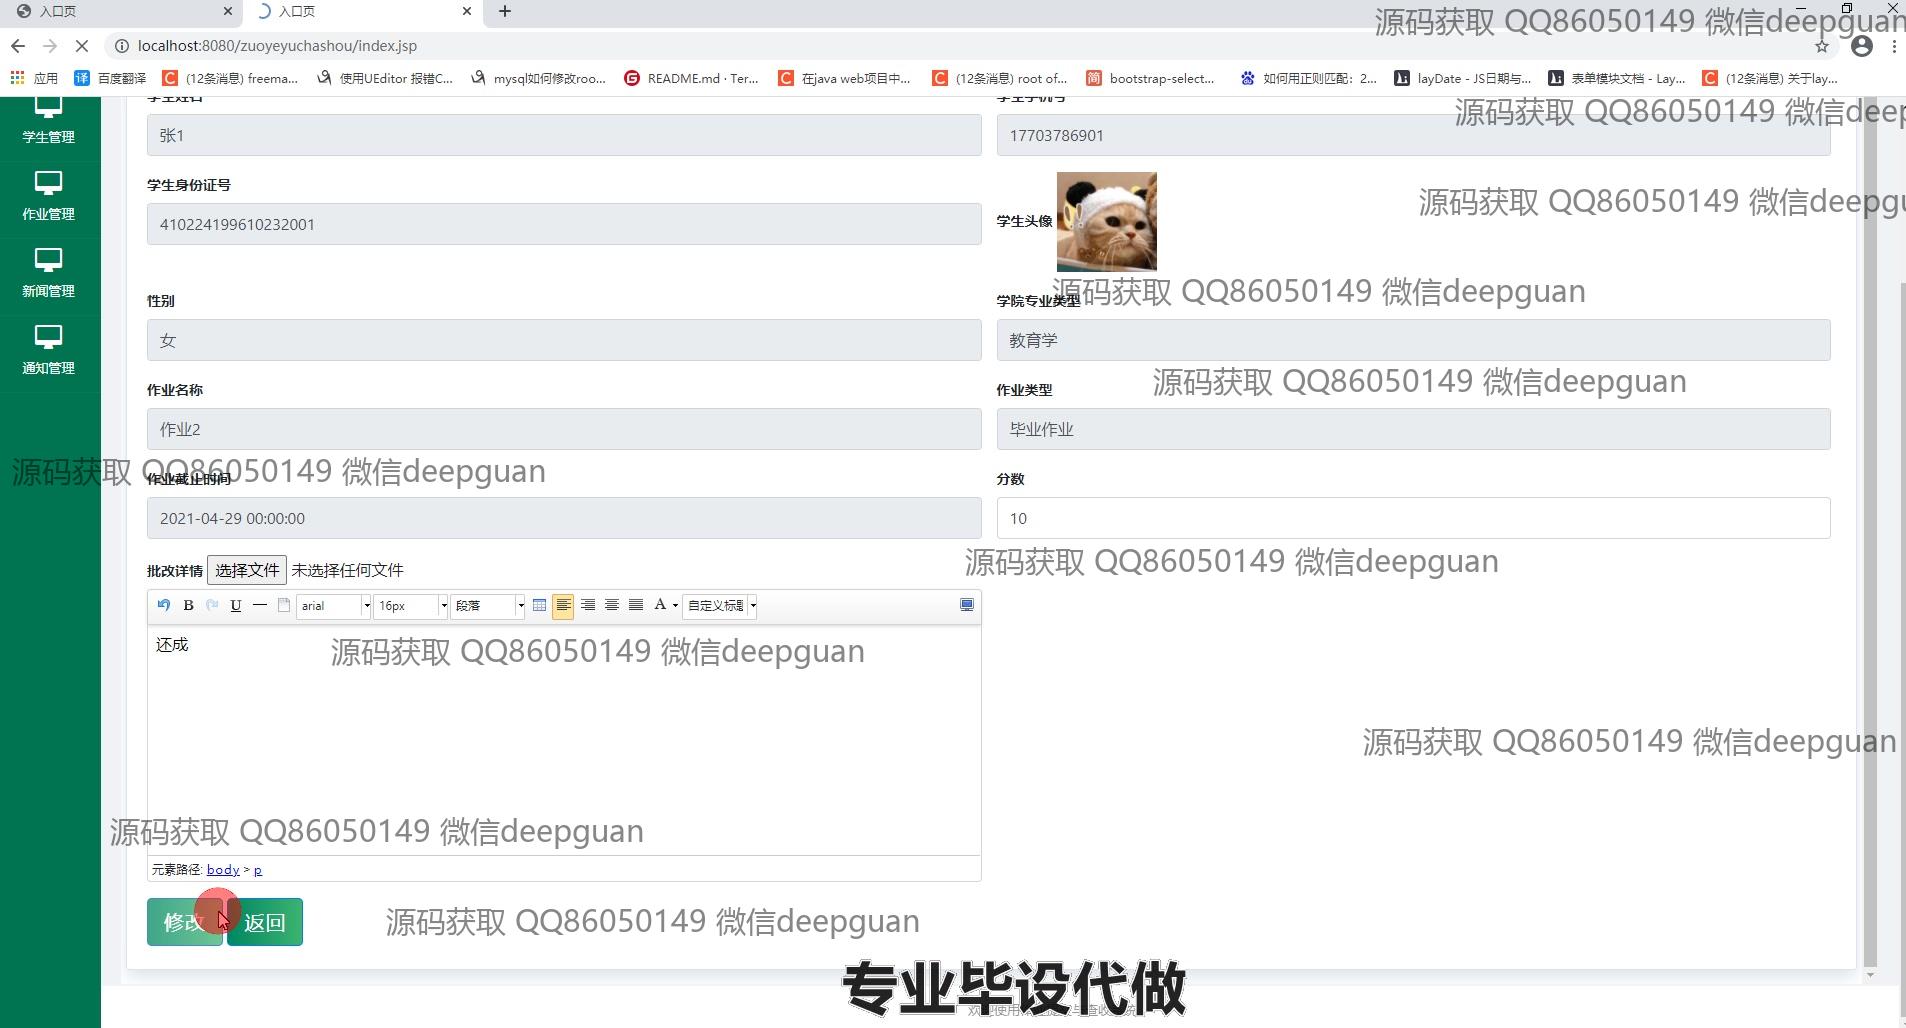 入口页
入口页
源码获取 QQ86050149 微信deepguan
localhost:8080/zuoyeyuchashou/index.jsp
应用
百度翻译
(12条消息) freema...
使用UEditor 报错C...
mysql如何修改roo...
README.md · Ter...
在java web项目中...
(12条消息) root of...
bootstrap-select...
如何用正则匹配：2...
layDate - JS日期与...
表单模块文档 - Lay...
(12条消息) 关于lay...
学生姓名
学生手机号
源码获取 QQ86050149 微信deep
学生管理
张1
17703786901
学生身份证号
作业管理
410224199610232001
学生头像
源码获取 QQ86050149 微信deepgu
新闻管理
性别
学院专业类型
源码获取 QQ86050149 微信deepguan
女
教育学
通知管理
作业名称
作业类型
源码获取 QQ86050149 微信deepguan
作业2
毕业作业
源码获取 QQ86050149 微信deepguan
作业截止时间
分数
2021-04-29 00:00:00
10
批改详情 选择文件 未选择任何文件
源码获取 QQ86050149 微信deepguan
B U arial 16px 段落 A 自定义标题
还成
源码获取 QQ86050149 微信deepguan
源码获取 QQ86050149 微信deepguan
源码获取 QQ86050149 微信deepguan
元素路径: body > p
修改
返回
源码获取 QQ86050149 微信deepguan
专业毕设代做